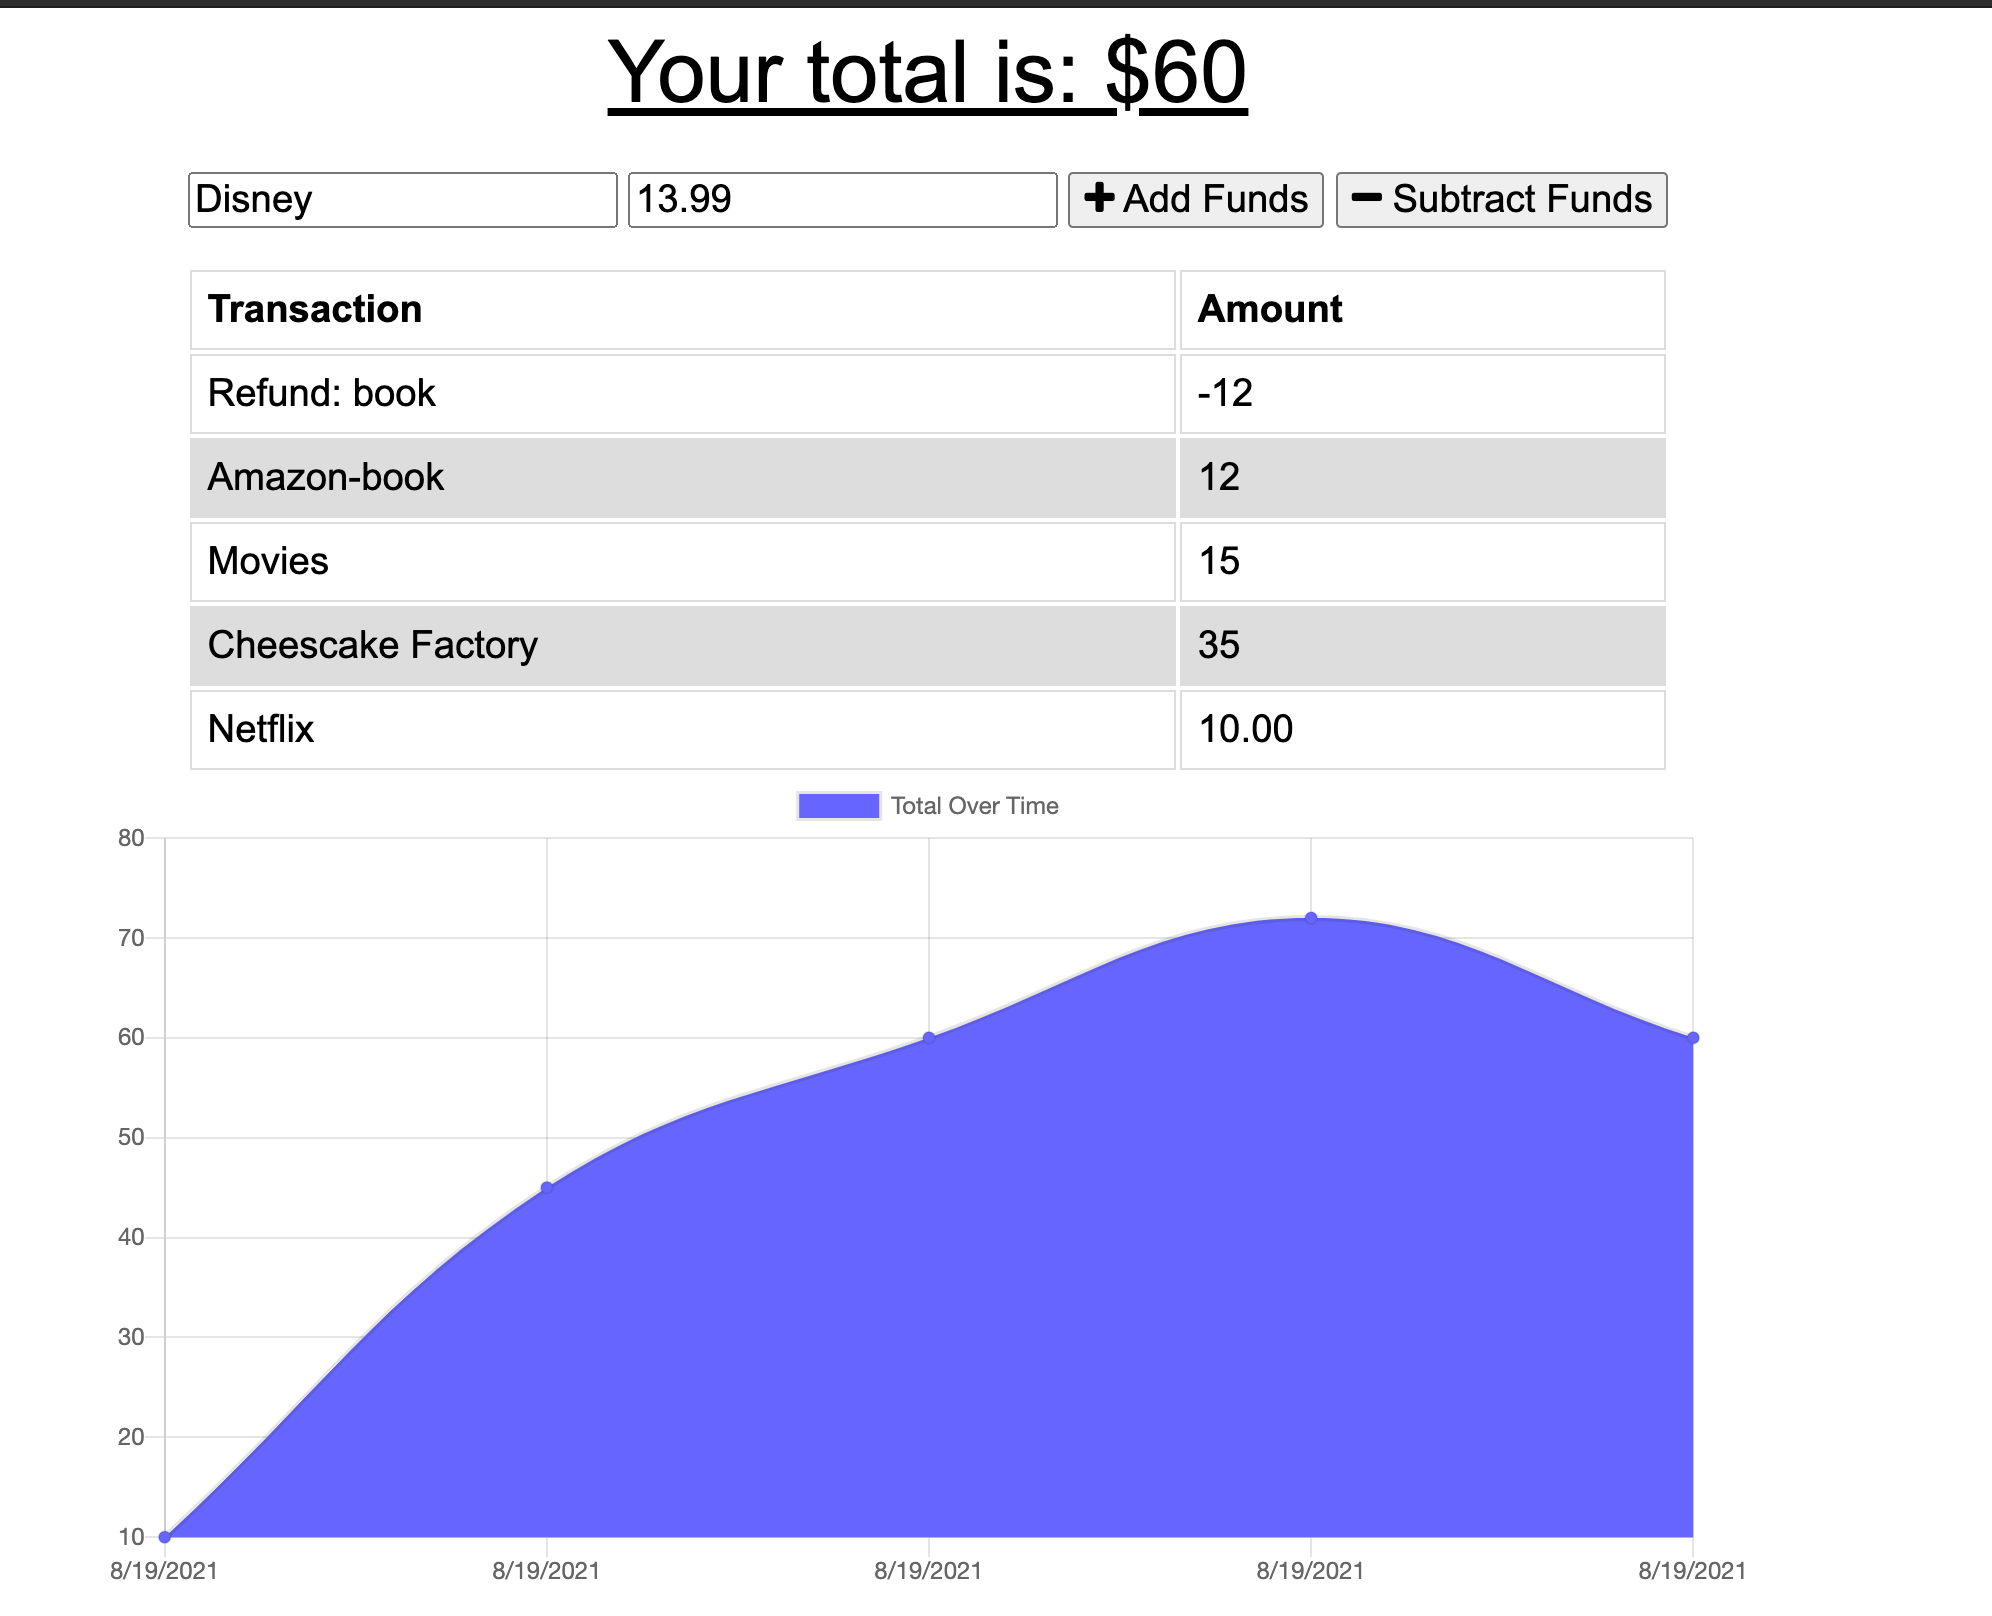 Your total is: $60
Disney 13.99 Add Funds Subtract Funds
Transaction Amount
Refund: book -12
Amazon-book 12
Movies 15
Cheescake Factory 35
Netflix 10.00
Total Over Time
80
70
60
50
40
30
20
10
8/19/2021 8/19/2021 8/19/2021 8/19/2021 8/19/2021